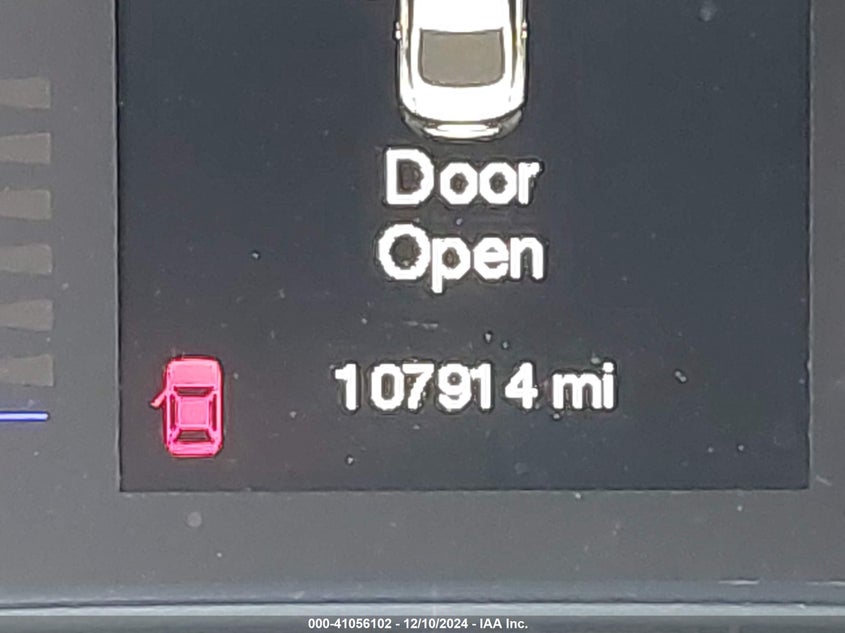 Door
Open
107914 mi
000-41056102 - 12/10/2024 - IAA Inc.